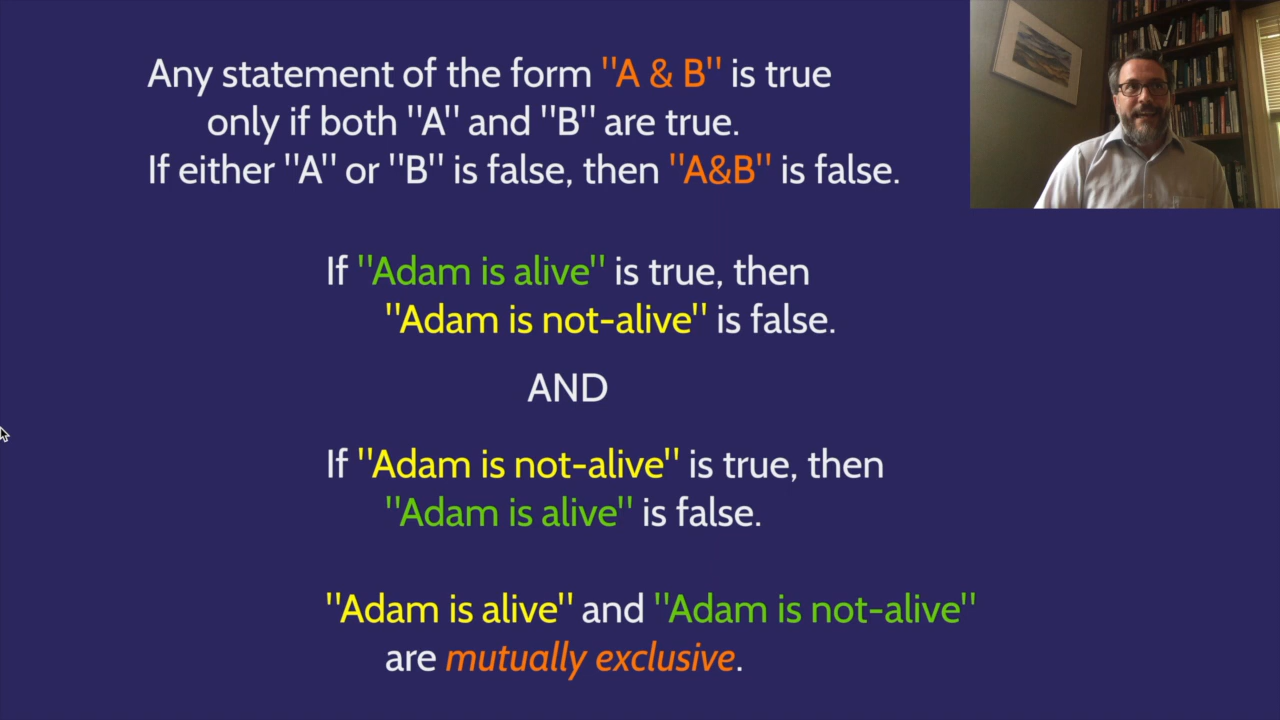 Any statement of the form "A & B" is true
only if both "A" and "B" are true.
If either "A" or "B" is false, then "A&B" is false.
If "Adam is alive" is true, then
"Adam is not-alive" is false.
AND
If "Adam is not-alive" is true, then
"Adam is alive" is false.
"Adam is alive" and "Adam is not-alive"
are mutually exclusive.